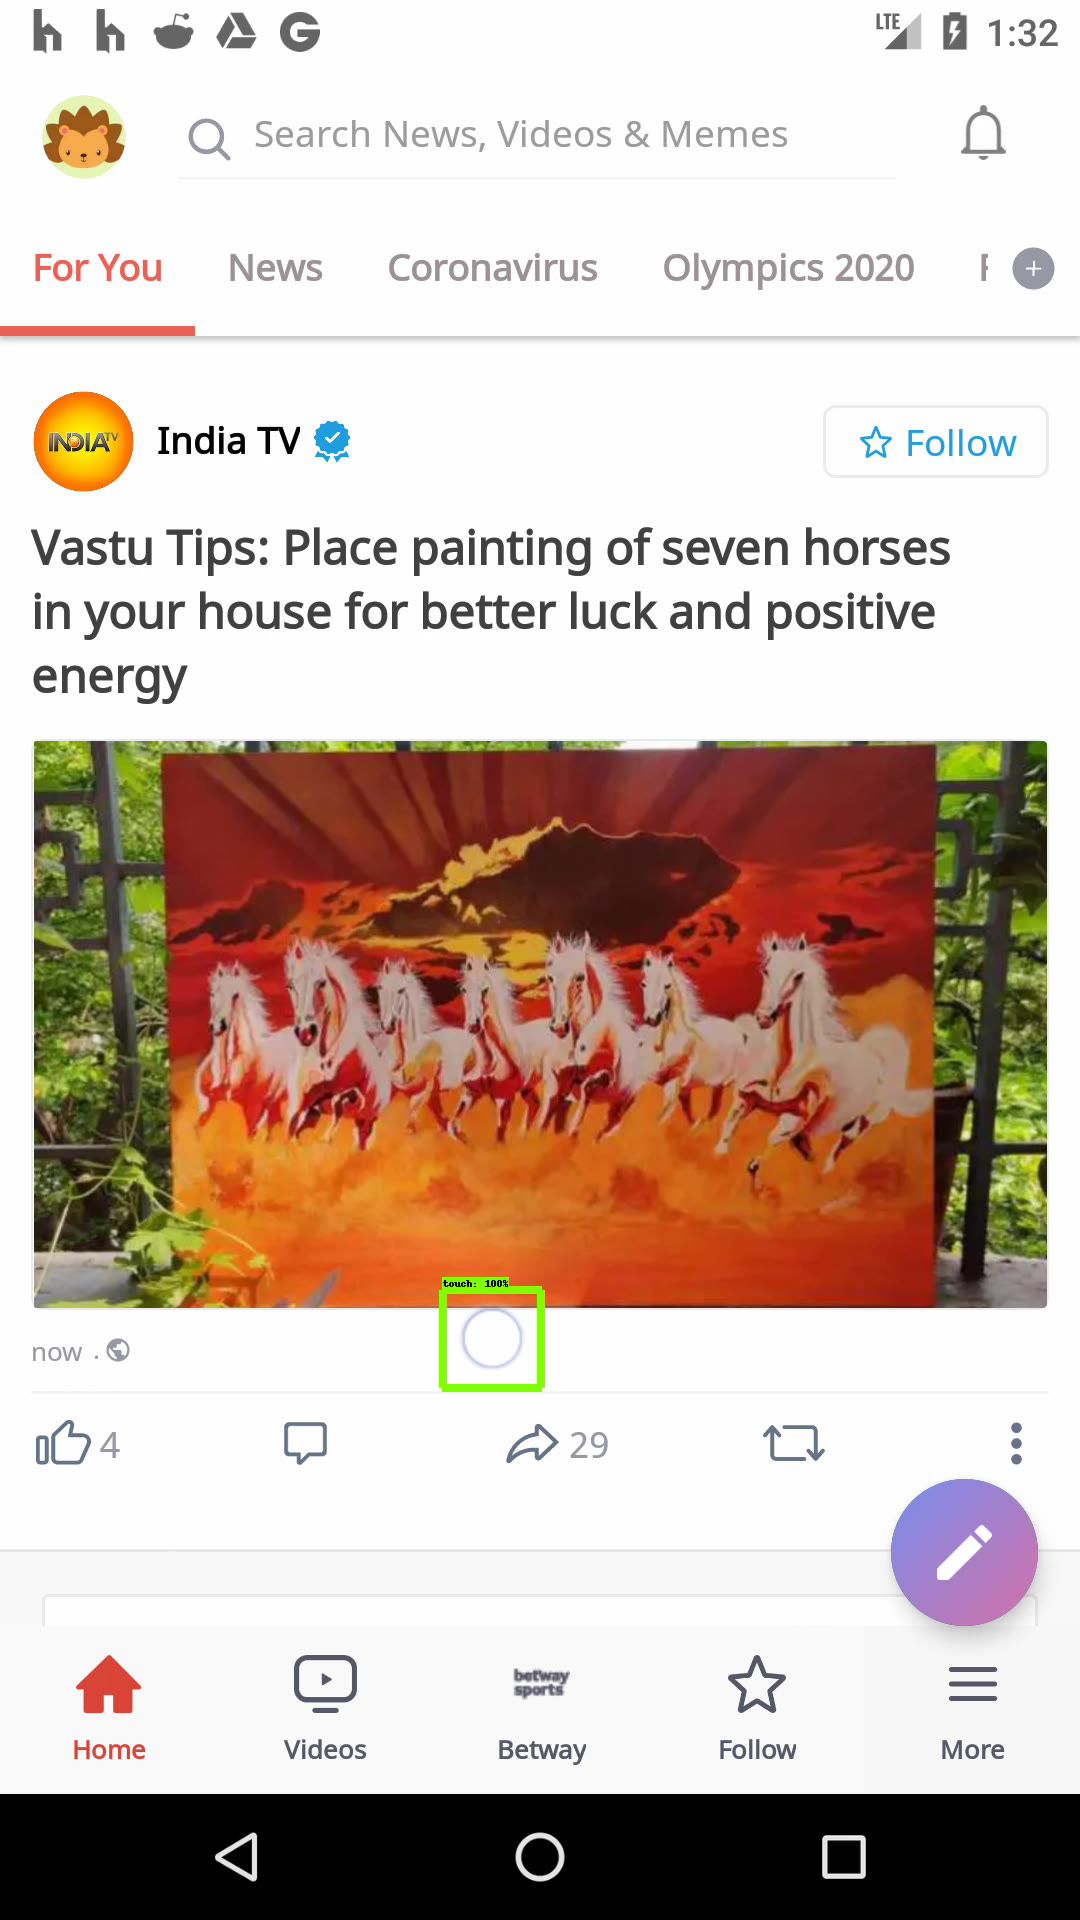 LTE 1:32
Search News, Videos & Memes
For You News Coronavirus Olympics 2020
INDIA TV
India TV Follow
Vastu Tips: Place painting of seven horses
in your house for better luck and positive
energy
touch: 100%
now .
4 29
betway
sports
Home Videos Betway Follow More